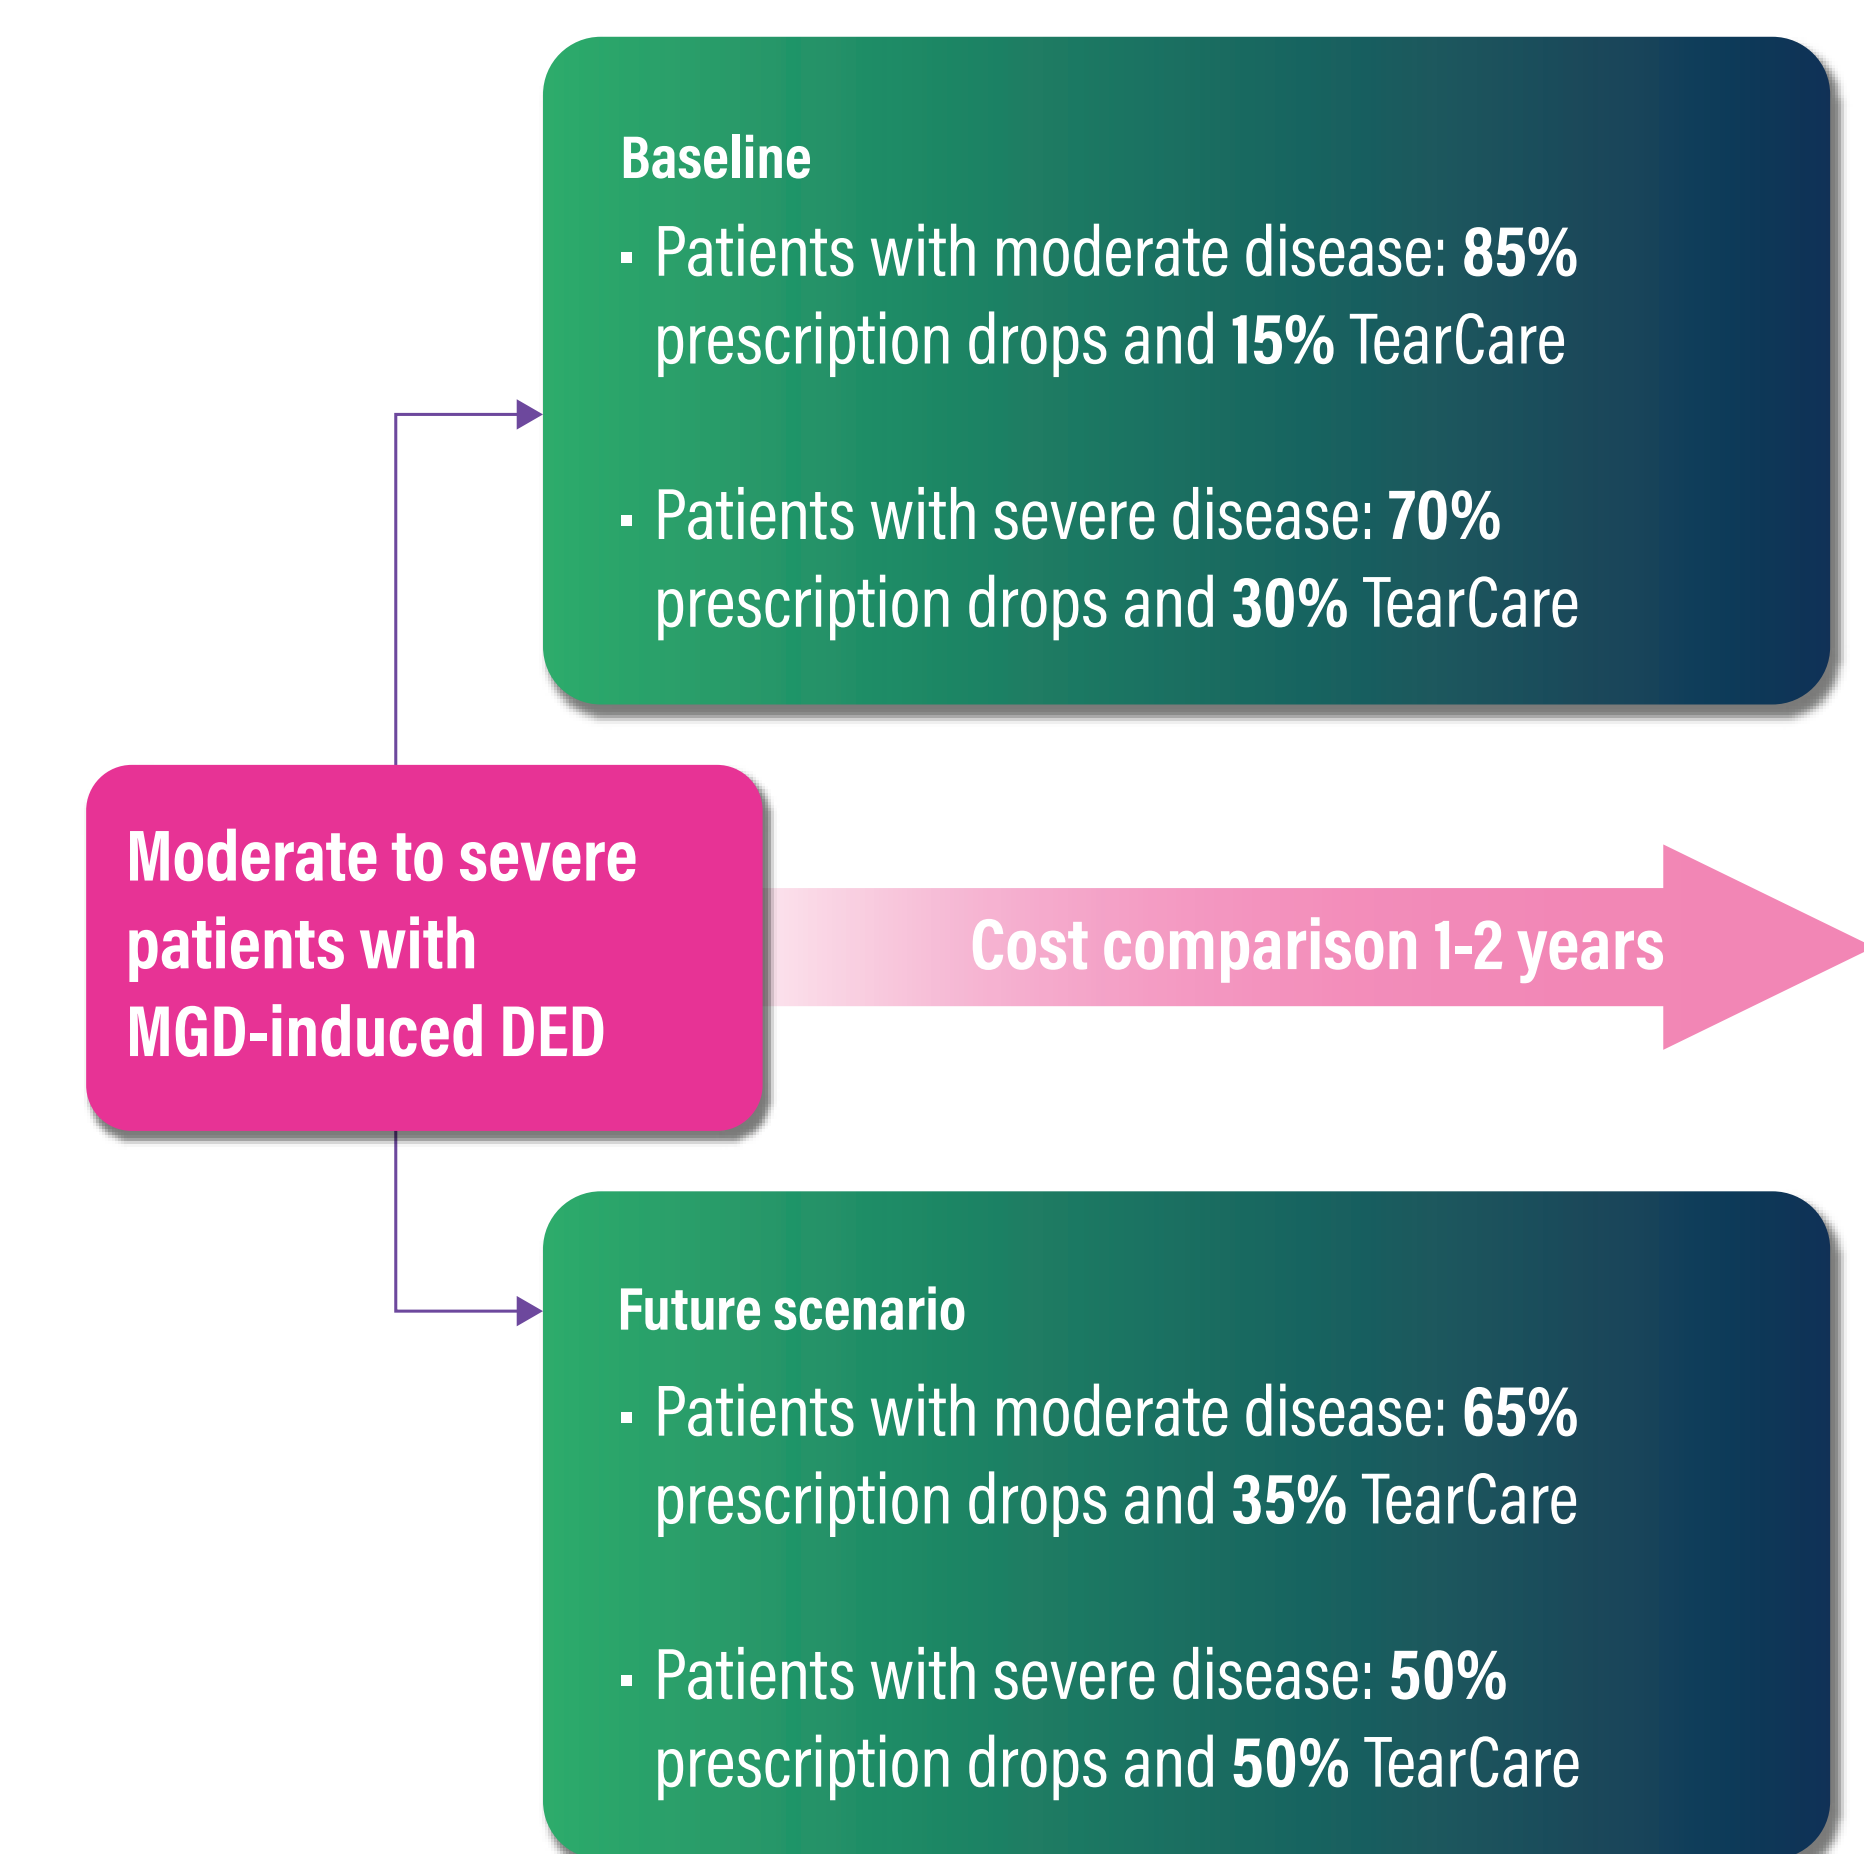 Baseline
▪ Patients with moderate disease: 85%
prescription drops and 15% TearCare
▪ Patients with severe disease: 70%
prescription drops and 30% TearCare
Moderate to severe
patients with
MGD-induced DED
Cost comparison 1-2 years
Future scenario
▪ Patients with moderate disease: 65%
prescription drops and 35% TearCare
▪ Patients with severe disease: 50%
prescription drops and 50% TearCare